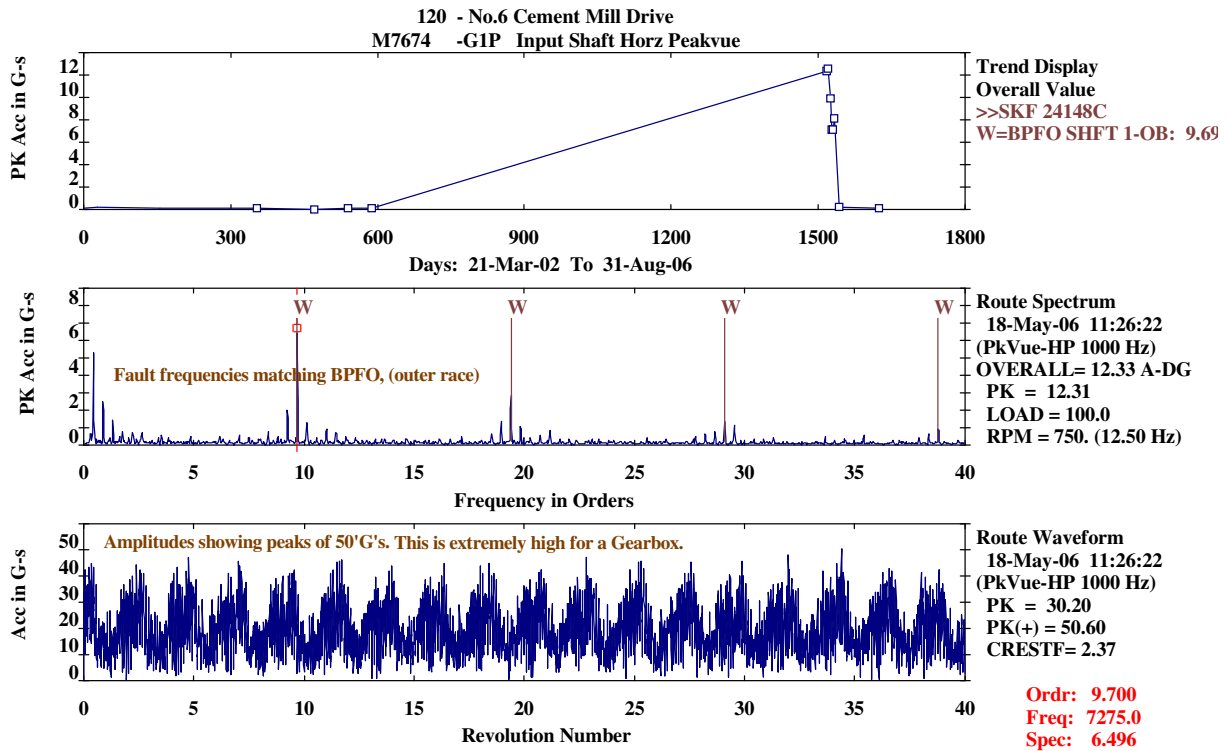 120 - No.6 Cement Mill Drive
M7674 -G1P Input Shaft Horz Peakvue
PK Acc in G-s
12
10
8
6
4
2
0
0 300 600 900 1200 1500 1800
Days: 21-Mar-02 To 31-Aug-06
Trend Display
Overall Value
>>SKF 24148C
W=BPFO SHFT 1-OB: 9.69
PK Acc in G-s
8
6
4
2
0
W W W W
Fault frequencies matching BPFO, (outer race)
0 5 10 15 20 25 30 35 40
Frequency in Orders
Route Spectrum
18-May-06 11:26:22
(PkVue-HP 1000 Hz)
OVERALL= 12.33 A-DG
PK = 12.31
LOAD = 100.0
RPM = 750. (12.50 Hz)
Acc in G-s
50
40
30
20
10
0
Amplitudes showing peaks of 50'G's. This is extremely high for a Gearbox.
0 5 10 15 20 25 30 35 40
Revolution Number
Route Waveform
18-May-06 11:26:22
(PkVue-HP 1000 Hz)
PK = 30.20
PK(+) = 50.60
CRESTF= 2.37
Ordr: 9.700
Freq: 7275.0
Spec: 6.496